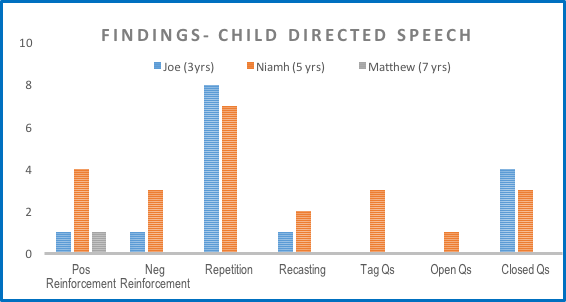 FINDINGS- CHILD DIRECTED SPEECH
Joe (3yrs) Niamh (5 yrs) Matthew (7 yrs)
10
8
6
4
2
0
Pos Reinforcement
Neg Reinforcement
Repetition
Recasting
Tag Qs
Open Qs
Closed Qs